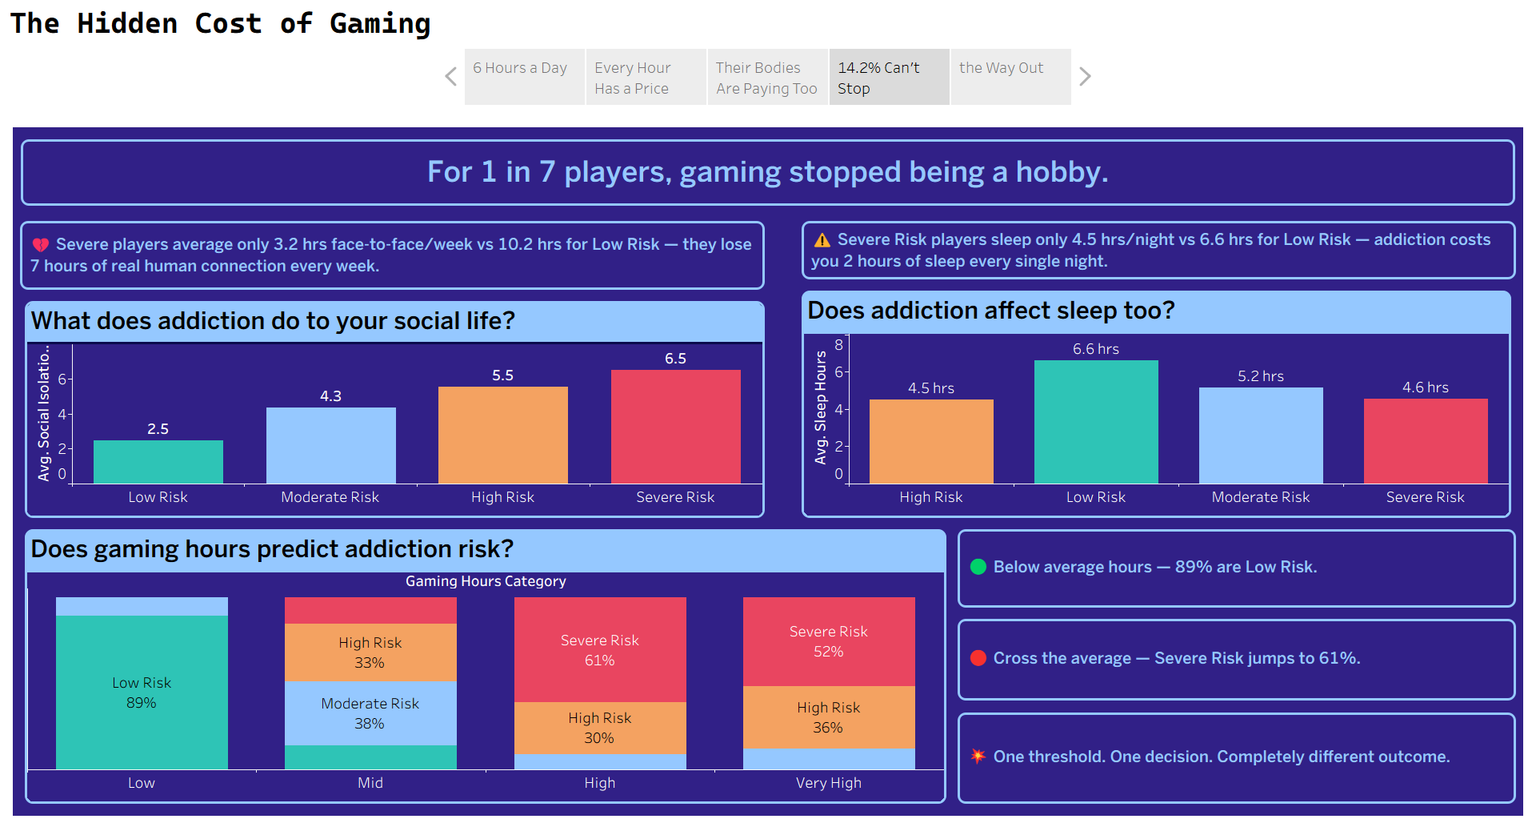 The Hidden Cost of Gaming
6 Hours a Day
Every Hour
Has a Price
Their Bodies
Are Paying Too
14.2% Can't
Stop
the Way Out
For 1 in 7 players, gaming stopped being a hobby.
💔 Severe players average only 3.2 hrs face-to-face/week vs 10.2 hrs for Low Risk — they lose
7 hours of real human connection every week.
⚠️ Severe Risk players sleep only 4.5 hrs/night vs 6.6 hrs for Low Risk — addiction costs
you 2 hours of sleep every single night.
What does addiction do to your social life?
Avg. Social Isolatio..
6
4
2
0
2.5
4.3
5.5
6.5
Low Risk
Moderate Risk
High Risk
Severe Risk
Does addiction affect sleep too?
Avg. Sleep Hours
8
6
4
2
0
4.5 hrs
6.6 hrs
5.2 hrs
4.6 hrs
High Risk
Low Risk
Moderate Risk
Severe Risk
Does gaming hours predict addiction risk?
Gaming Hours Category
Low Risk
89%
High Risk
33%
Moderate Risk
38%
Severe Risk
61%
High Risk
30%
Severe Risk
52%
High Risk
36%
Low
Mid
High
Very High
🟢 Below average hours — 89% are Low Risk.
🔴 Cross the average — Severe Risk jumps to 61%.
💥 One threshold. One decision. Completely different outcome.